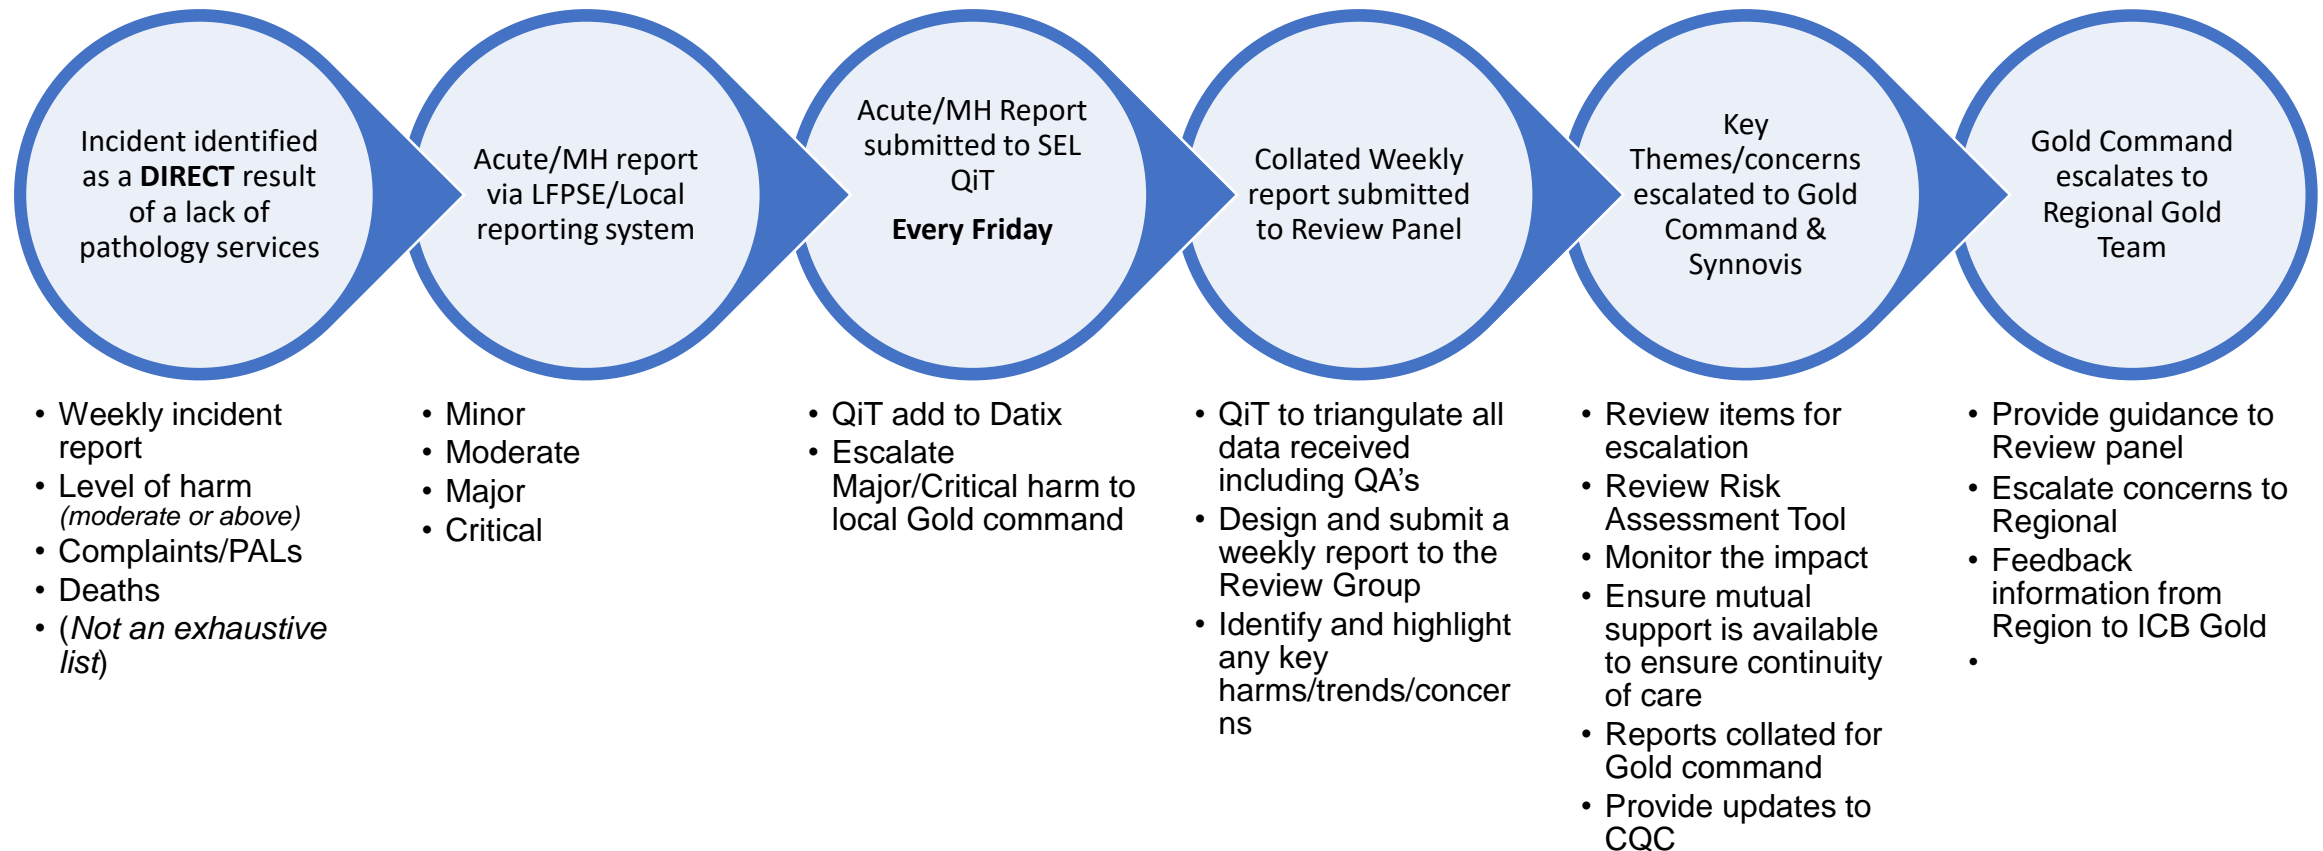 Incident identified
as a DIRECT result
of a lack of
pathology services
Acute/MH report
via LFPSE/Local
reporting system
Acute/MH Report
submitted to SEL
QiT
Every Friday
Collated Weekly
report submitted
to Review Panel
Key
Themes/concerns
escalated to Gold
Command &
Synnovis
Gold Command
escalates to
Regional Gold
Team
• Weekly incident
report
• Level of harm
(moderate or above)
• Complaints/PALs
• Deaths
• (Not an exhaustive
list)
• Minor
• Moderate
• Major
• Critical
• QiT add to Datix
• Escalate
Major/Critical harm to
local Gold command
• QiT to triangulate all
data received
including QA's
• Design and submit a
weekly report to the
Review Group
• Identify and highlight
any key
harms/trends/concer
ns
• Review items for
escalation
• Review Risk
Assessment Tool
• Monitor the impact
• Ensure mutual
support is available
to ensure continuity
of care
• Reports collated for
Gold command
• Provide updates to
CQC
• Provide guidance to
Review panel
• Escalate concerns to
Regional
• Feedback
information from
Region to ICB Gold
•